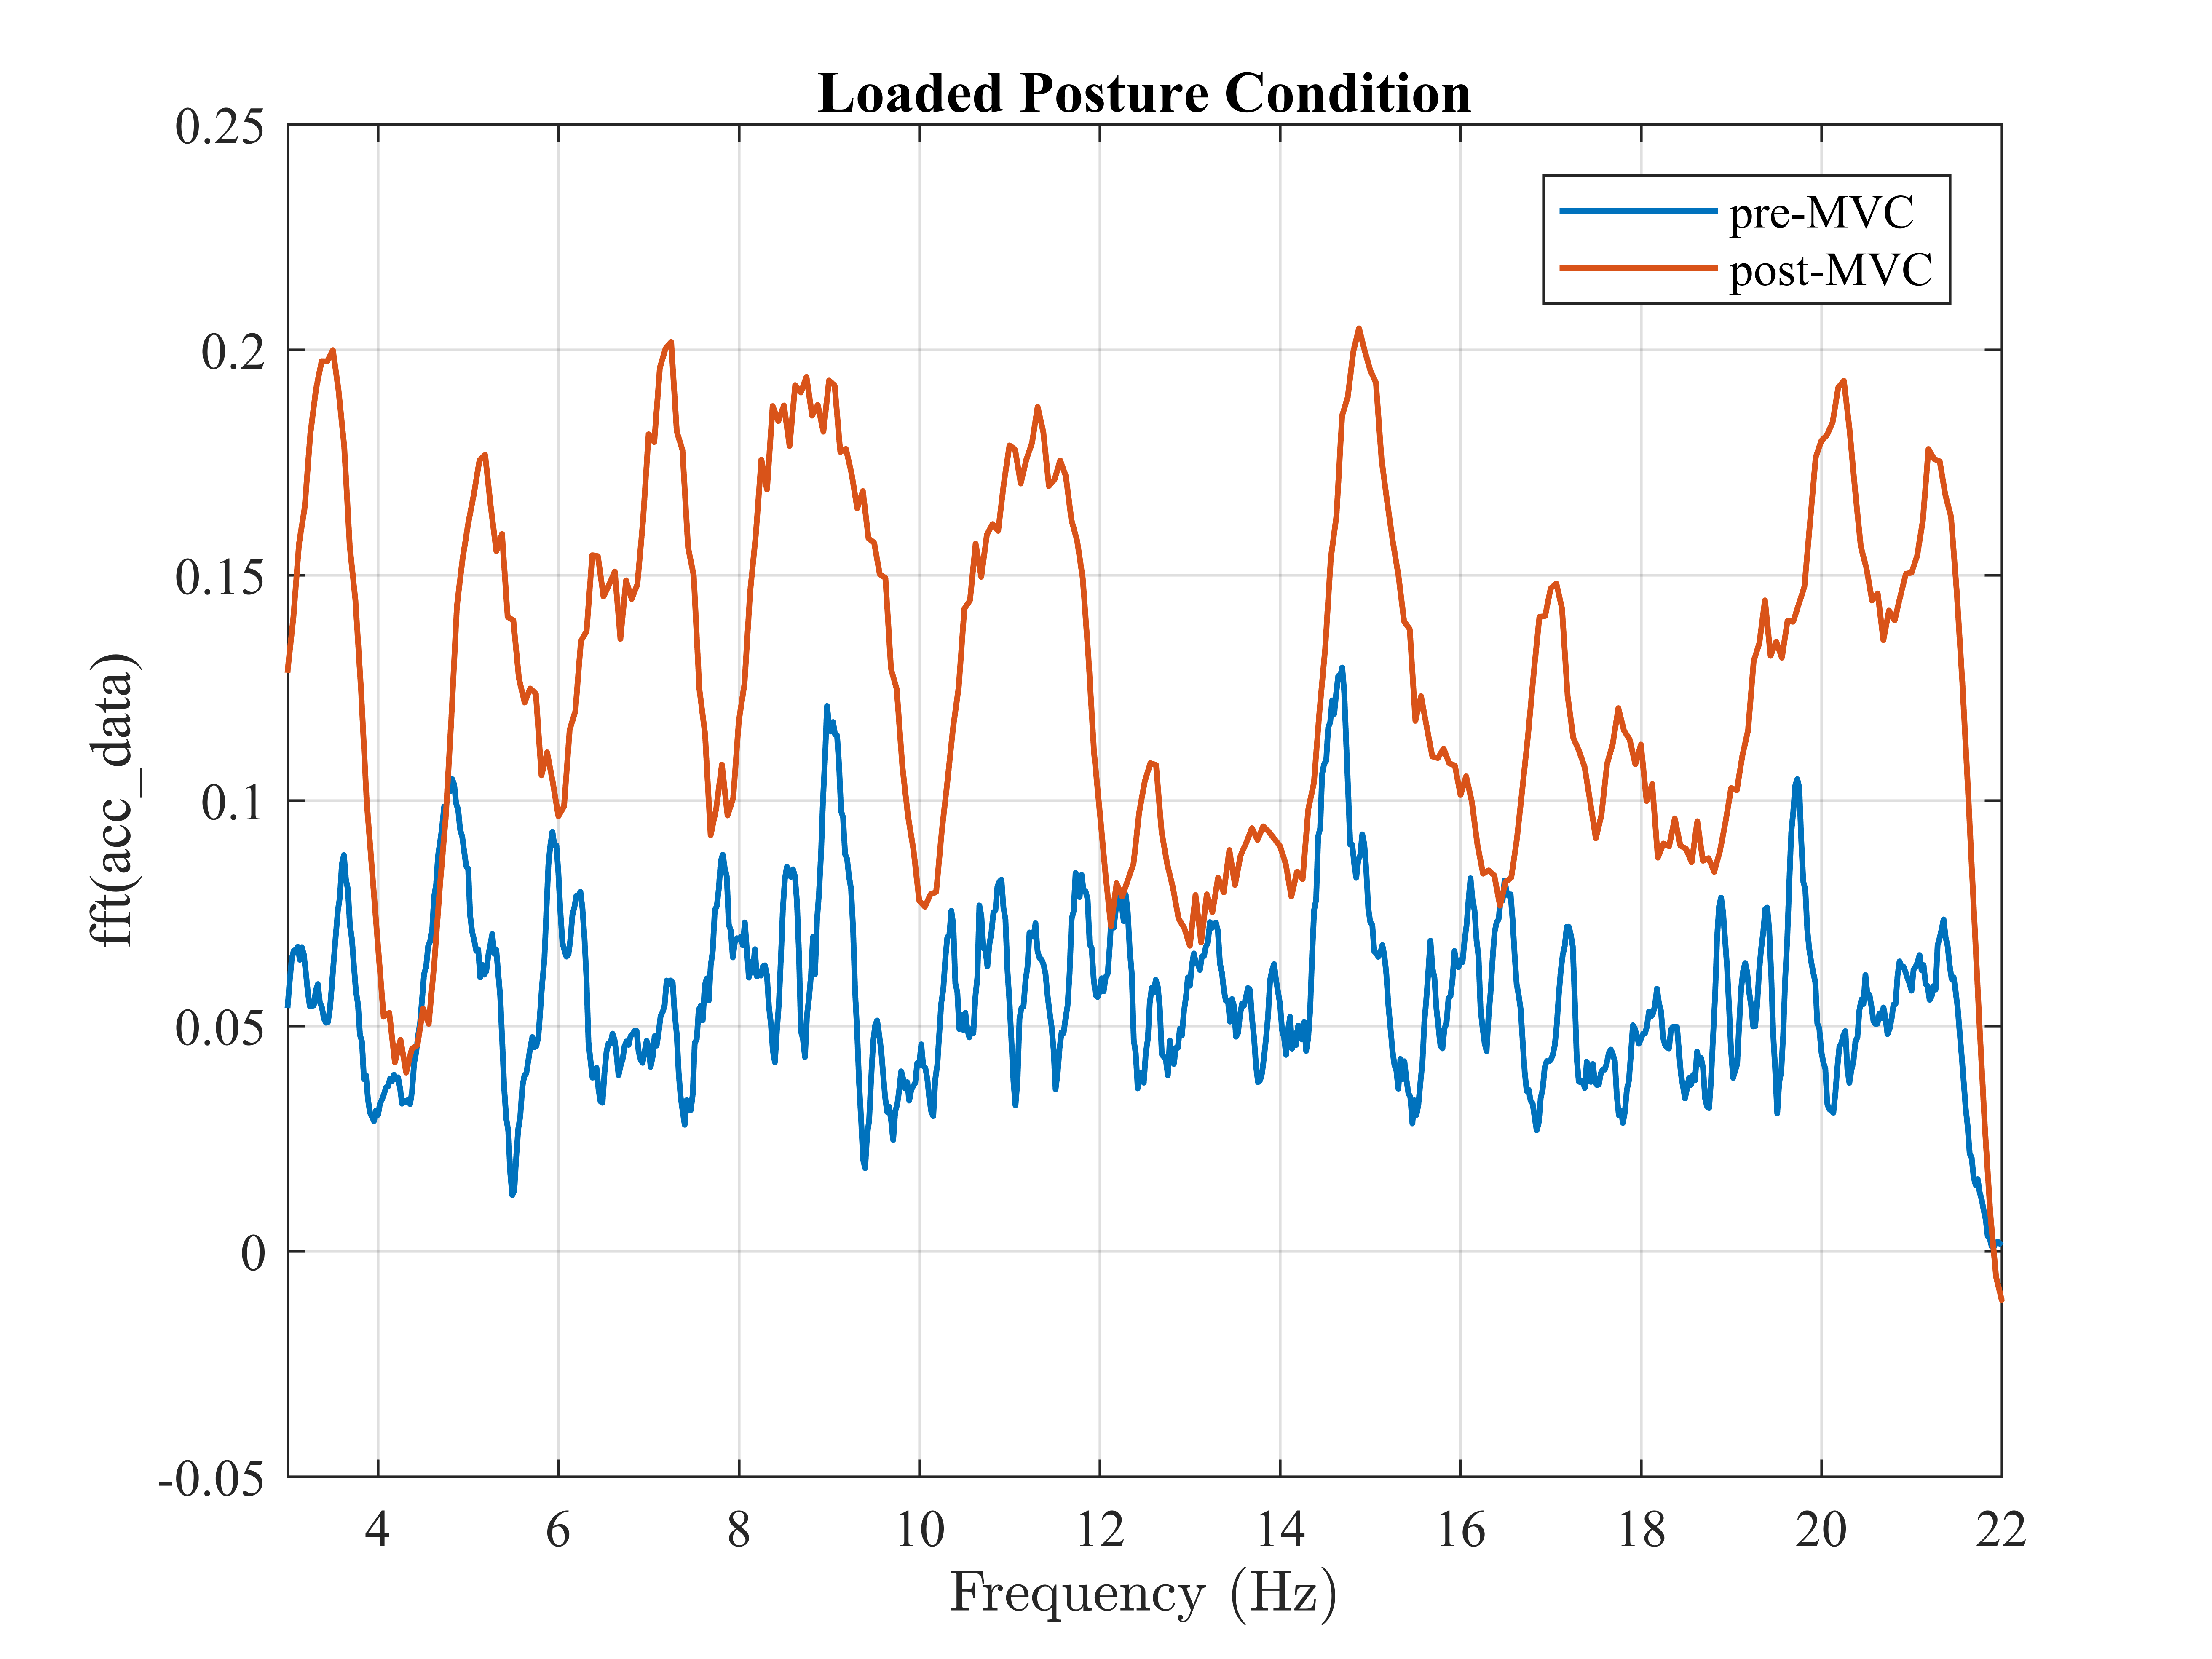 Loaded Posture Condition
0.25
0.2
0.15
0.1
0.05
0
-0.05
fft(acc_data)
pre-MVC
post-MVC
4 6 8 10 12 14 16 18 20 22
Frequency (Hz)